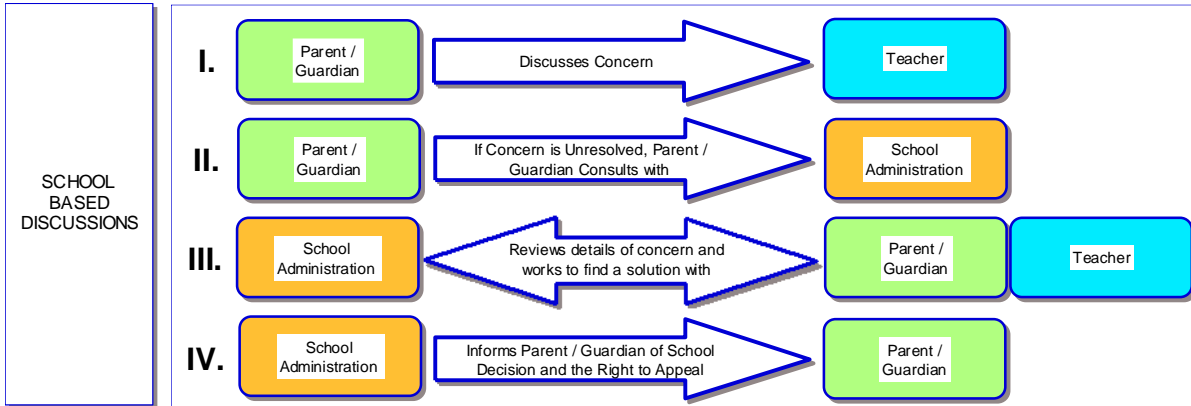 SCHOOL
BASED
DISCUSSIONS
I.
Parent /
Guardian
Discusses Concern
Teacher
II.
Parent /
Guardian
If Concern is Unresolved, Parent /
Guardian Consults with
School
Administration
III.
School
Administration
Reviews details of concern and
works to find a solution with
Parent /
Guardian
Teacher
IV.
School
Administration
Informs Parent / Guardian of School
Decision and the Right to Appeal
Parent /
Guardian